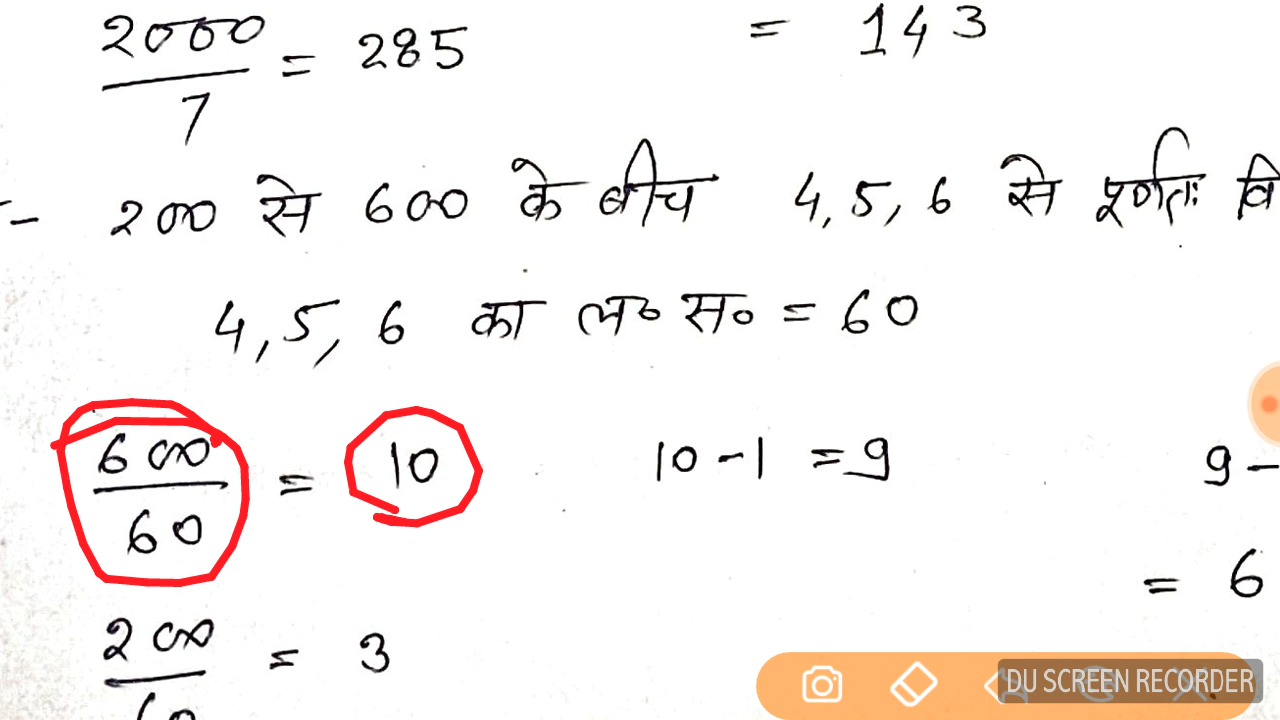 2000/7 = 285
= 143
- 200 से 600 के बीच 4, 5, 6 से पूर्णतः वि
4, 5, 6 का ल० स० = 60
600/60 = 10 10 - 1 = 9 9 -
= 6
200/60 = 3
DU SCREEN RECORDER